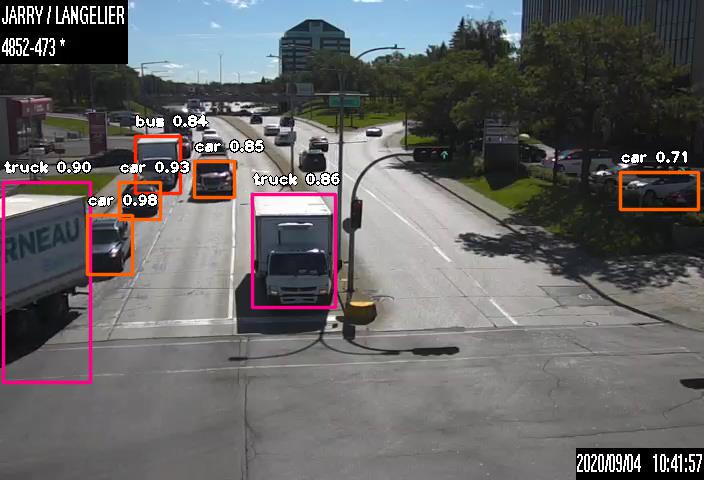 JARRY / LANGELIER
4852-473 *
bus 0.84
car 0.85
truck 0.90
car 0.93
car 0.71
truck 0.86
car 0.98
RNEAU
2020/09/04 10:41:57